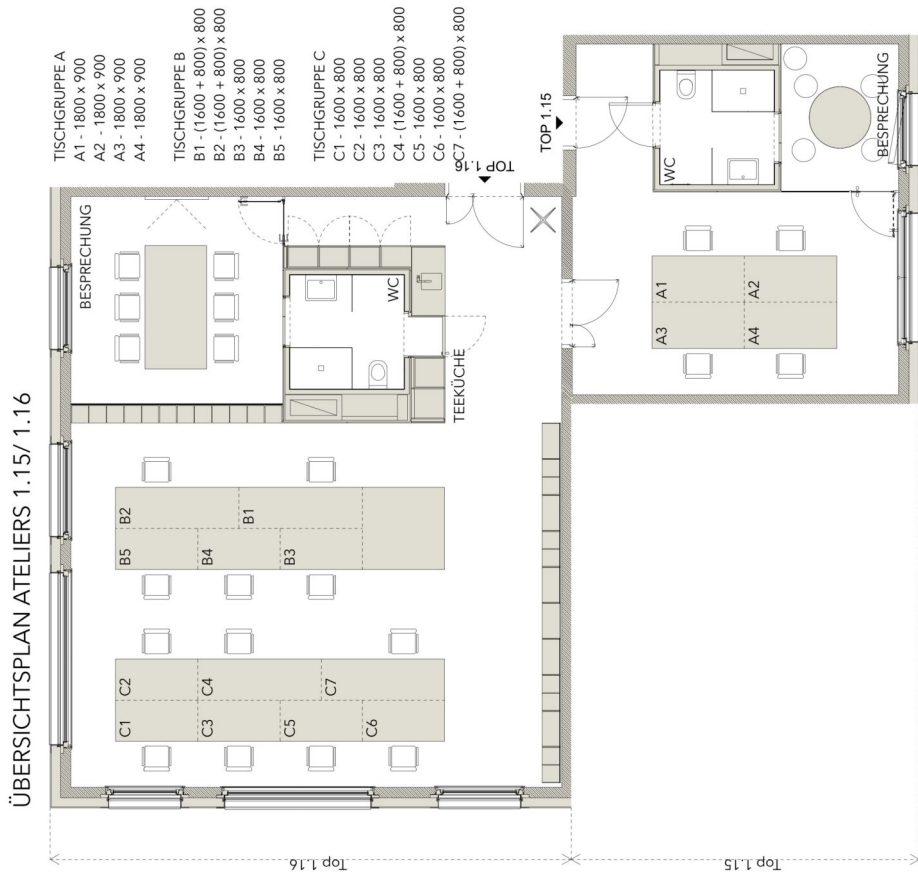 ÜBERSICHTSPLAN ATELIERS 1.15/ 1.16
TISCHGRUPPE A
A1 - 1800 x 900
A2 - 1800 x 900
A3 - 1800 x 900
A4 - 1800 x 900
TISCHGRUPPE B
B1 - (1600 + 800) x 800
B2 - (1600 + 800) x 800
B3 - 1600 x 800
B4 - 1600 x 800
B5 - 1600 x 800
TISCHGRUPPE C
C1 - 1600 x 800
C2 - 1600 x 800
C3 - 1600 x 800
C4 - (1600 + 800) x 800
C5 - 1600 x 800
C6 - 1600 x 800
C7 - (1600 + 800) x 800
BESPRECHUNG
WC
TEEKÜCHE
TOP 1.16
TOP 1.15
B5
B2
B4
B1
B3
C1
C2
C3
C4
C5
C7
C6
WC
BESPRECHUNG
A3
A1
A4
A2
Top 1.16
Top 1.15